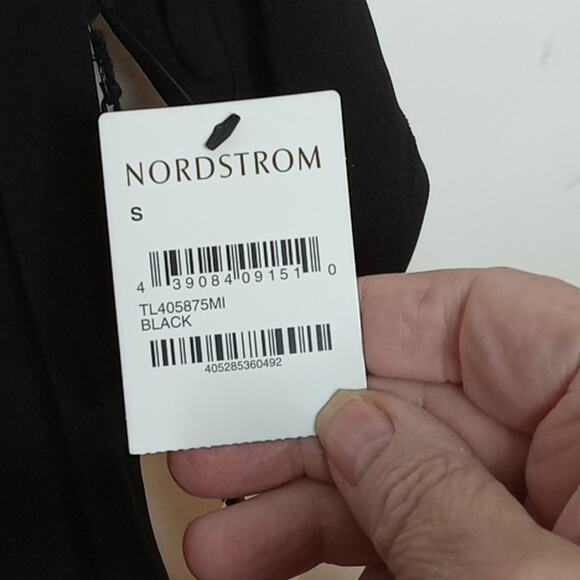 NORDSTROM
S
4 39084 09151 0
TL405875MI
BLACK
405285360492